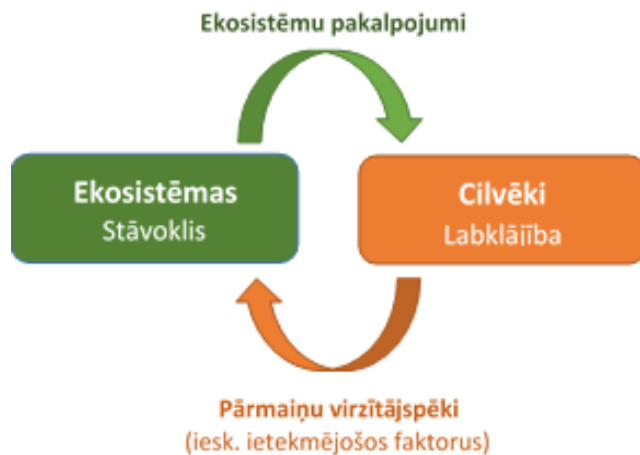 Ekosistēmu pakalpojumi
Ekosistēmas
Stāvoklis
Cilvēki
Labklājība
Pārmaiņu virzītājspēki
(iesk. ietekmējošos faktorus)